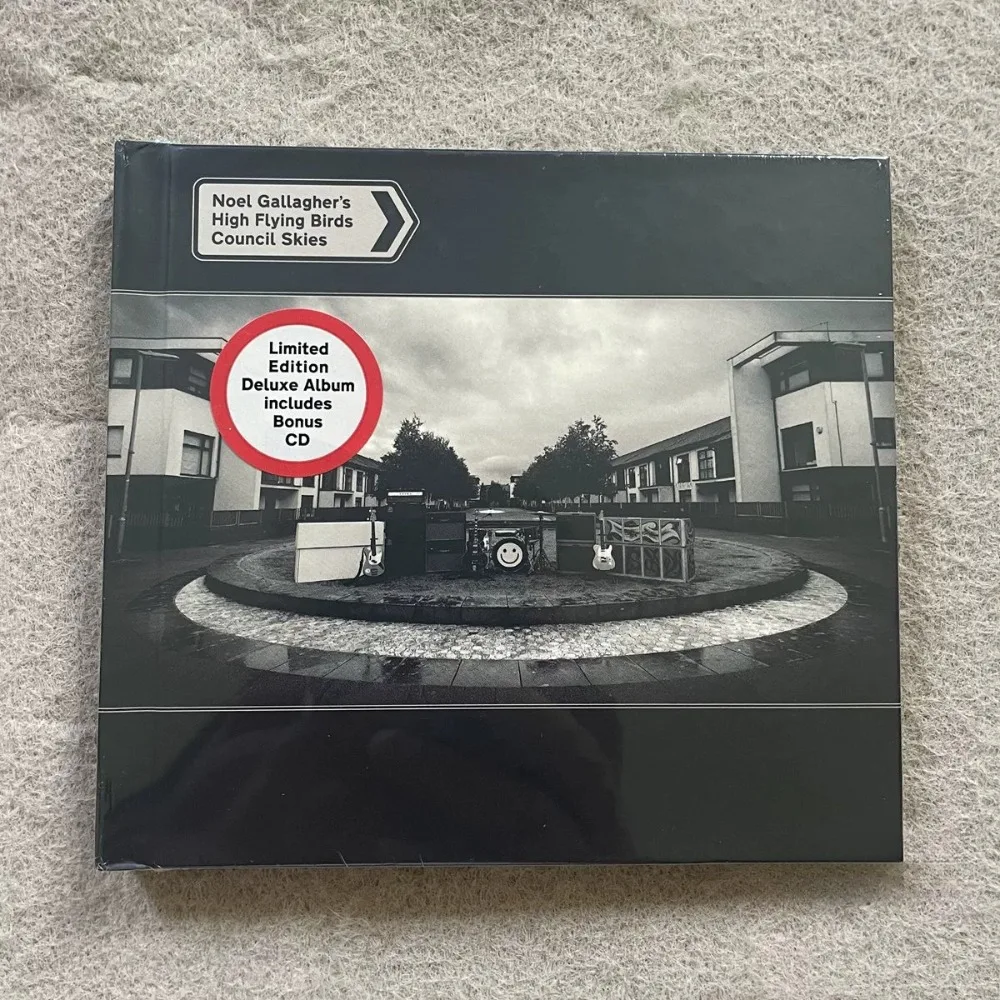 Noel Gallagher's
High Flying Birds
Council Skies
Limited
Edition
Deluxe Album
includes
Bonus
CD